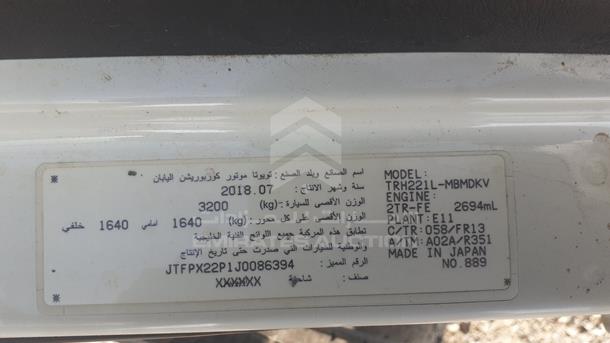 اسم الصانع وبلد الصنع: تويوتا موتور كوربوريشن اليابان
سنة وشهر الانتاج: 2018.07
الوزن الأقصى للسيارة: (kg) 3200
الوزن الأقصى على كل محور: (kg) 1640 أمامي 1640 خلفي
تطابق هذه المركبة جميع اللوائح الفنية الخليجية
والوطنية للسيارات التي صدرت حتى تاريخ الإنتاج
الرقم المميز: JTFPX22P1J0086394
صنف: شاحنة XXXXXX
MODEL:
TRH221L-MBMDKV
ENGINE:
2TR-FE 2694mL
PLANT: E11
C/TR: 058/FR13
A/TM: A02A/R351
MADE IN JAPAN
NO.889